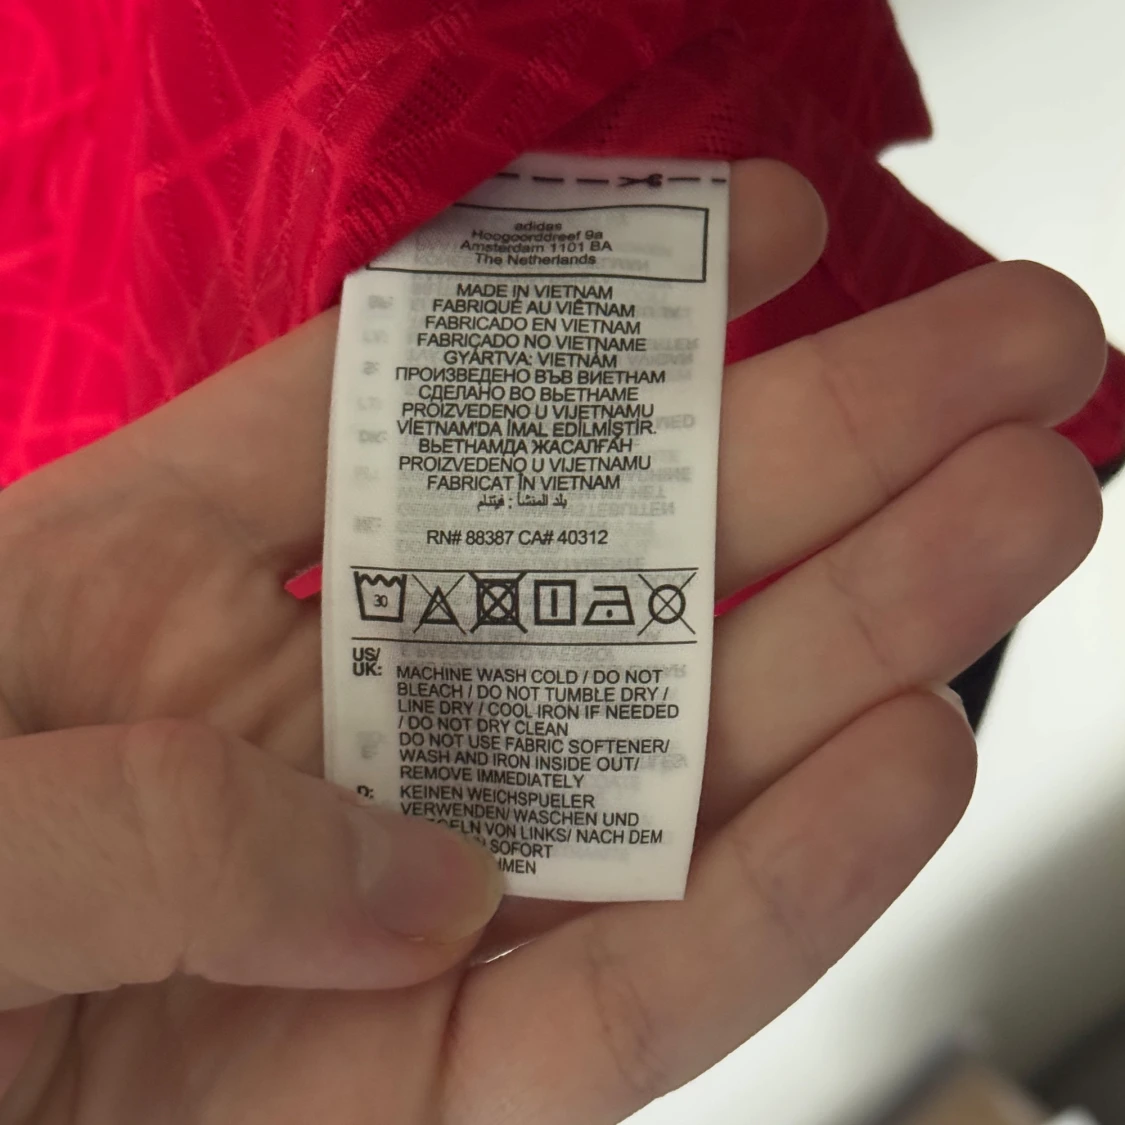 adidas
Hoogoorddreef 9a
Amsterdam 1101 BA
The Netherlands
MADE IN VIETNAM
FABRIQUÉ AU VIÊTNAM
FABRICADO EN VIETNAM
FABRICADO NO VIETNAME
GYÁRTVA: VIETNÁM
ПРОИЗВЕДЕНО ВЪВ ВИЕТНАМ
СДЕЛАНО ВО ВЬЕТНАМЕ
PROIZVEDENO U VIJETNAMU
VİETNAM'DA İMAL EDİLMİŞTİR.
ВЬЕТНАМДА ЖАСАЛҒАН
PROIZVEDENO U VIJETNAMU
FABRICAT ÎN VIETNAM
بلد المنشأ : فيتنام
RN# 88387 CA# 40312
30
US/
UK:
MACHINE WASH COLD / DO NOT
BLEACH / DO NOT TUMBLE DRY /
LINE DRY / COOL IRON IF NEEDED
/ DO NOT DRY CLEAN
DO NOT USE FABRIC SOFTENER/
WASH AND IRON INSIDE OUT/
REMOVE IMMEDIATELY
D: KEINEN WEICHSPUELER
VERWENDEN/ WASCHEN UND
VON LINKS/ NACH DEM
SOFORT